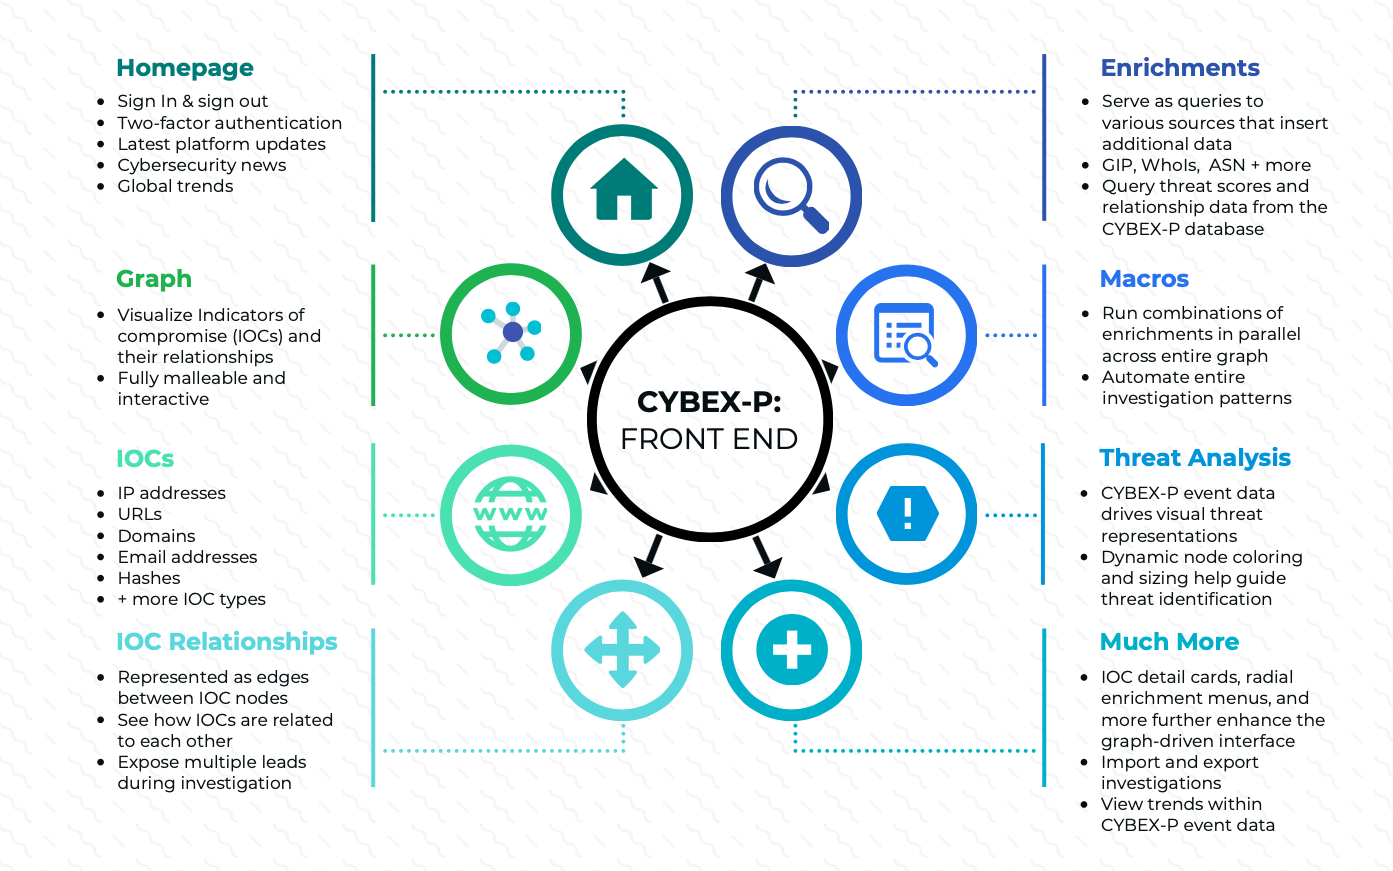 Homepage
• Sign In & sign out
• Two-factor authentication
• Latest platform updates
• Cybersecurity news
• Global trends
Graph
• Visualize Indicators of
compromise (IOCs) and
their relationships
• Fully malleable and
interactive
IOCs
• IP addresses
• URLs
• Domains
• Email addresses
• Hashes
• + more IOC types
IOC Relationships
• Represented as edges
between IOC nodes
• See how IOCs are related
to each other
• Expose multiple leads
during investigation
CYBEX-P:
FRONT END
www
Enrichments
• Serve as queries to
various sources that insert
additional data
• GIP, WhoIs, ASN + more
• Query threat scores and
relationship data from the
CYBEX-P database
Macros
• Run combinations of
enrichments in parallel
across entire graph
• Automate entire
investigation patterns
Threat Analysis
• CYBEX-P event data
drives visual threat
representations
• Dynamic node coloring
and sizing help guide
threat identification
Much More
• IOC detail cards, radial
enrichment menus, and
more further enhance the
graph-driven interface
• Import and export
investigations
• View trends within
CYBEX-P event data